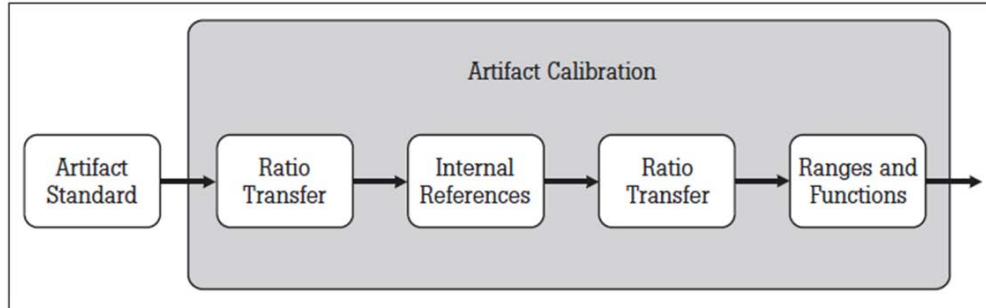 Artifact Calibration
Artifact
Standard
Ratio
Transfer
Internal
References
Ratio
Transfer
Ranges and
Functions